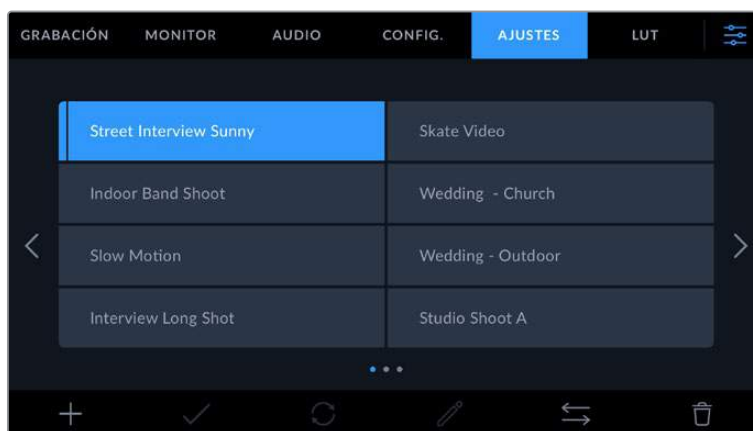 GRABACIÓN MONITOR AUDIO CONFIG. AJUSTES LUT
Street Interview Sunny Skate Video
Indoor Band Shoot Wedding - Church
Slow Motion Wedding - Outdoor
Interview Long Shot Studio Shoot A